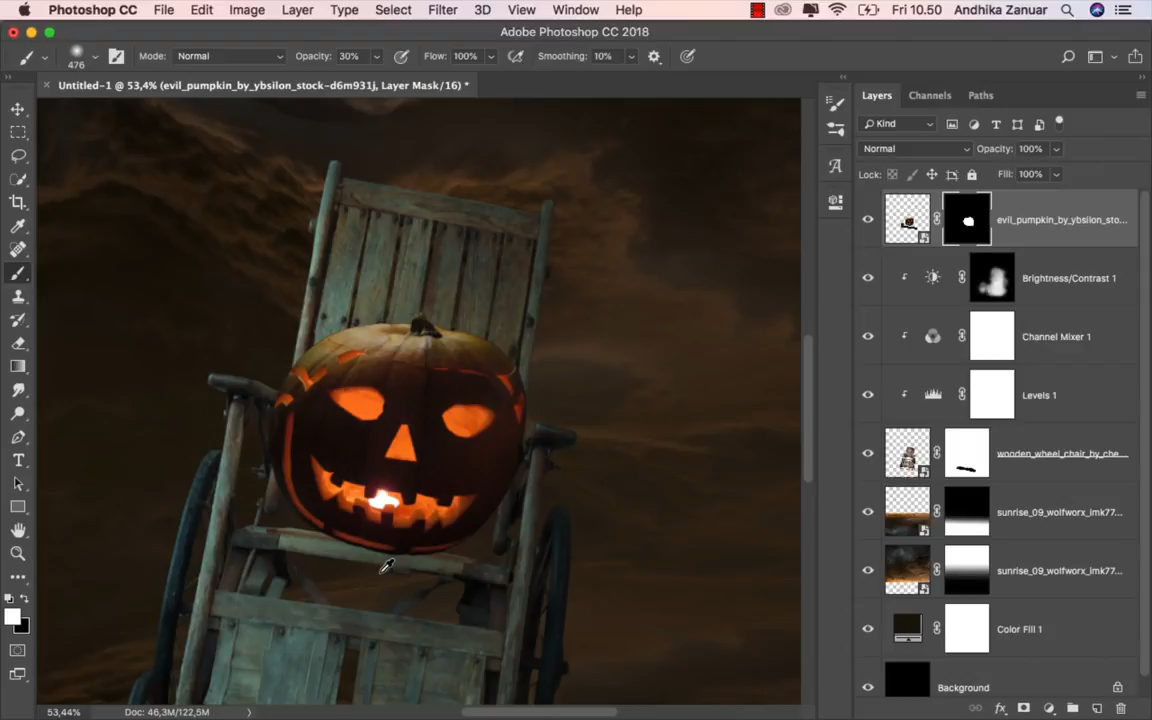 Photoshop CC File Edit Image Layer Type Select Filter 3D View Window Help Fri 10.50 Andhika Zanuar
Adobe Photoshop CC 2018
476 Mode: Normal Opacity: 30% Flow: 100% Smoothing: 10%
Untitled-1 @ 53,4% (evil_pumpkin_by_ybsilon_stock-d6m931j, Layer Mask/16) *
Layers Channels Paths
Kind
Normal Opacity: 100%
Lock: Fill: 100%
evil_pumpkin_by_ybsilon_sto...
Brightness/Contrast 1
Channel Mixer 1
Levels 1
wooden_wheel_chair_by_che...
sunrise_09_wolfworx_imk77...
sunrise_09_wolfworx_imk77...
Color Fill 1
Background
53,44% Doc: 46,3M/122,5M